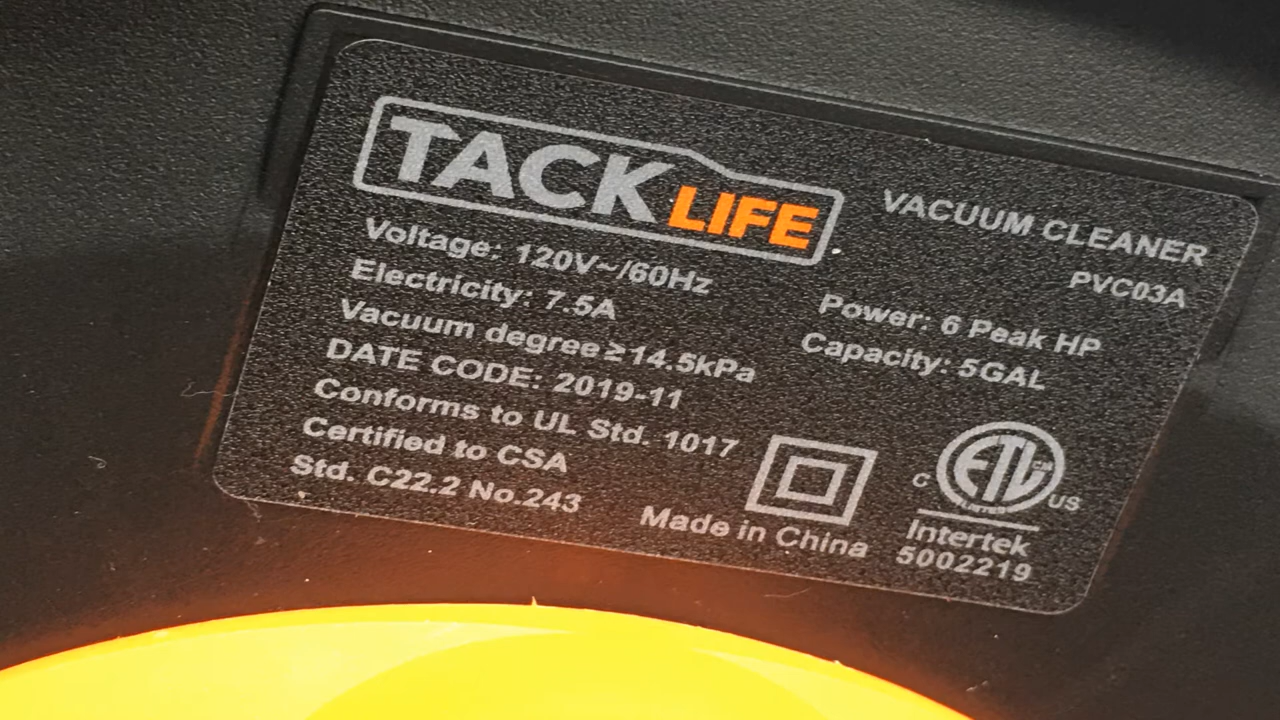 TACKLIFE
VACUUM CLEANER
PVC03A
Voltage: 120V~/60Hz
Electricity: 7.5A
Vacuum degree≥14.5kPa
DATE CODE: 2019-11
Conforms to UL Std. 1017
Certified to CSA
Std. C22.2 No.243
Power: 6 Peak HP
Capacity: 5GAL
Made in China
C ETL US
Intertek
5002219